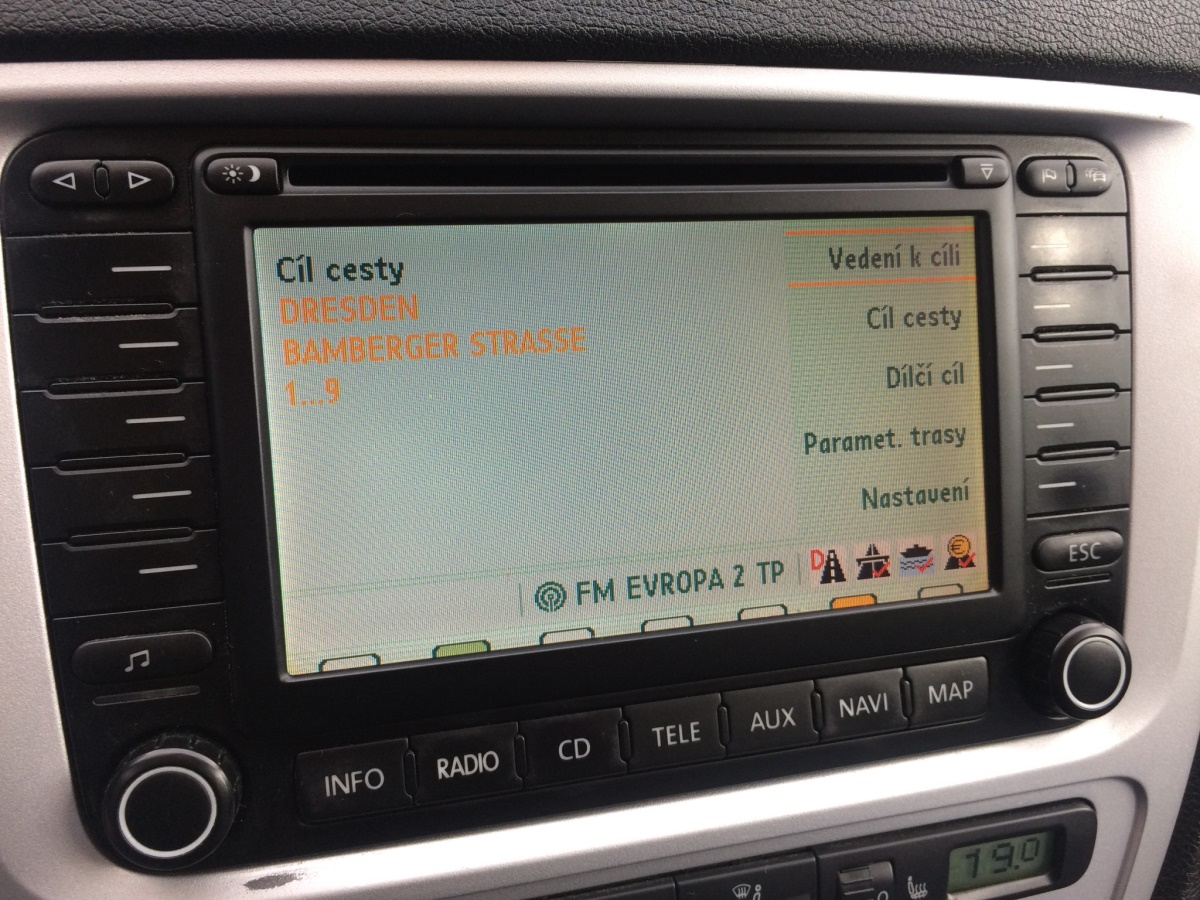 Cíl cesty
DRESDEN
BAMBERGER STRASSE
1...9
Vedení k cíli
Cíl cesty
Dílčí cíl
Paramet. trasy
Nastavení
FM EVROPA 2 TP
D
€
ESC
INFO
RADIO
CD
TELE
AUX
NAVI
MAP
19.0